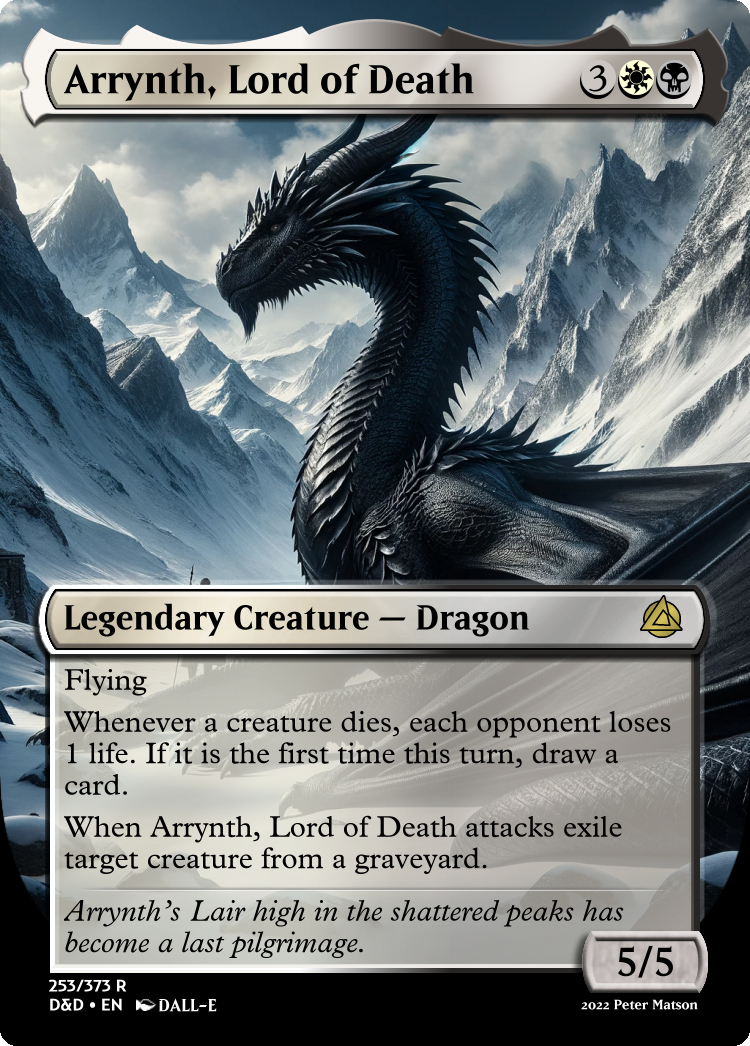 Arrynth, Lord of Death 3
Legendary Creature — Dragon
Flying
Whenever a creature dies, each opponent loses
1 life. If it is the first time this turn, draw a
card.
When Arrynth, Lord of Death attacks exile
target creature from a graveyard.
Arrynth's Lair high in the shattered peaks has
become a last pilgrimage.
5/5
253/373 R
D&D • EN DALL-E
2022 Peter Matson